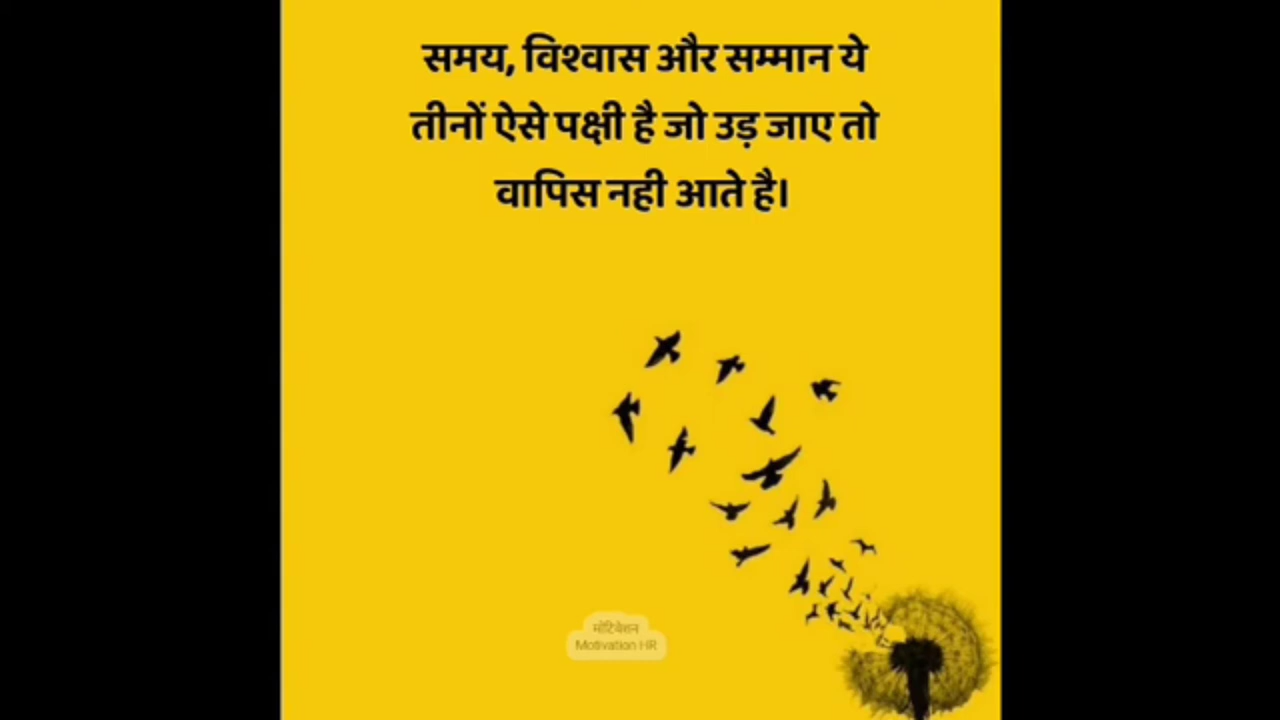 समय, विश्वास और सम्मान ये
तीनों ऐसे पक्षी है जो उड़ जाए तो
वापिस नही आते है।
मोटिवेशन
Motivation HR